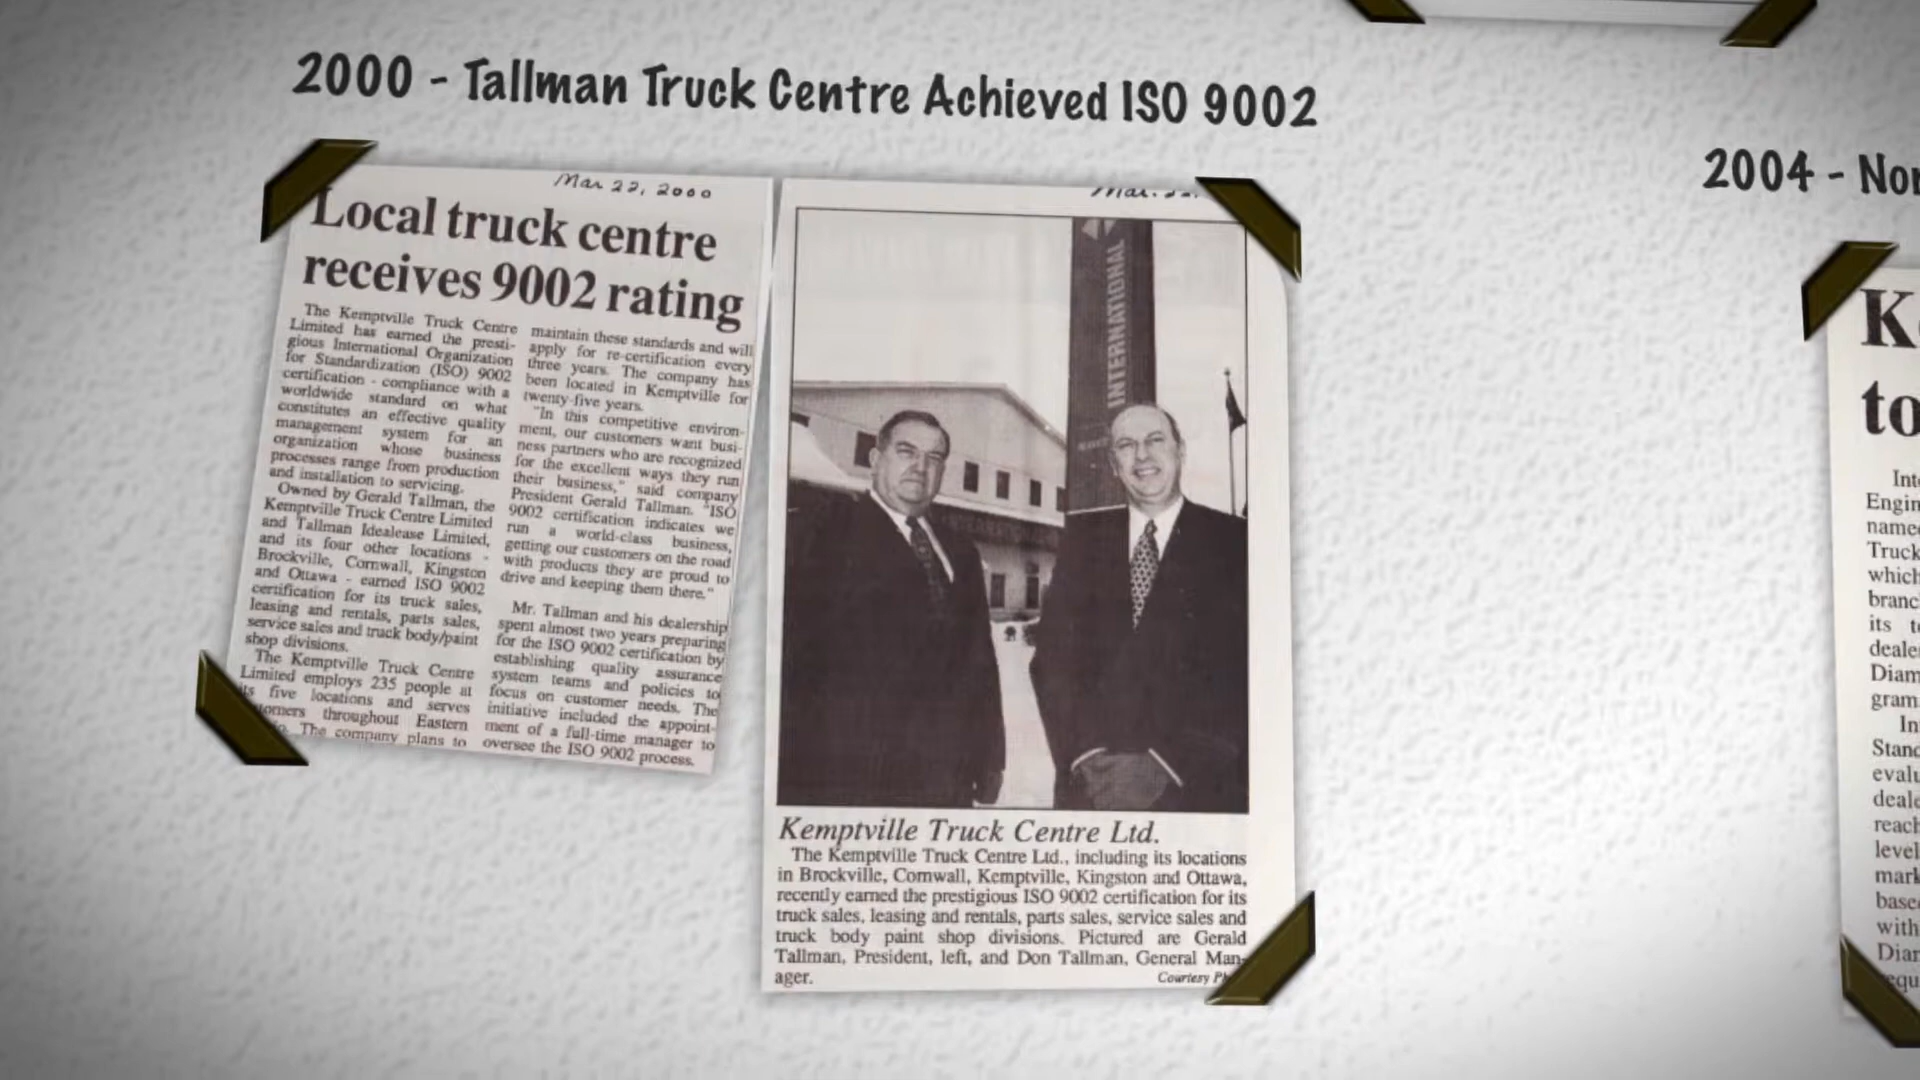 2000 - Tallman Truck Centre Achieved ISO 9002
Mar 22, 2000
Local truck centre
receives 9002 rating
The Kemptville Truck Centre
Limited has earned the presti-
gious International Organization
for Standardization (ISO) 9002
certification - compliance with a
worldwide standard on what
constitutes an effective quality
management system for an
organization whose business
processes range from production
and installation to servicing.
Owned by Gerald Tallman, the
Kemptville Truck Centre Limited
and Tallman Idealease Limited,
and its four other locations -
Brockville, Cornwall, Kingston
and Ottawa - earned ISO 9002
certification for its truck sales,
leasing and rentals, parts sales,
service sales and truck body/paint
shop divisions.
The Kemptville Truck Centre
Limited employs 235 people at
its five locations and serves
throughout Eastern
The company plans to
maintain these standards and will
apply for re-certification every
three years. The company has
been located in Kemptville for
twenty-five years.
"In this competitive environ-
ment, our customers want busi-
ness partners who are recognized
for the excellent ways they run
their business," said company
President Gerald Tallman. "ISO
9002 certification indicates we
run a world-class business,
getting our customers on the road
with products they are proud to
drive and keeping them there."
Mr. Tallman and his dealership
spent almost two years preparing
for the ISO 9002 certification by
establishing quality assurance
system teams and policies to
focus on customer needs. The
initiative included the appoint-
ment of a full-time manager to
oversee the ISO 9002 process.
Mar.
INTERNATIONAL
Kemptville Truck Centre Ltd.
The Kemptville Truck Centre Ltd., including its locations
in Brockville, Cornwall, Kemptville, Kingston and Ottawa,
recently earned the prestigious ISO 9002 certification for its
truck sales, leasing and rentals, parts sales, service sales and
truck body paint shop divisions. Pictured are Gerald
Tallman, President, left, and Don Tallman, General Man-
ager.
Courtesy
2004 - Nor
K
to
Inte
Engin
named
Truck
which
branc
its t
deale
Diam
gram
In
Stand
evalu
deale
reach
level
mark
base
with
Diar
equ